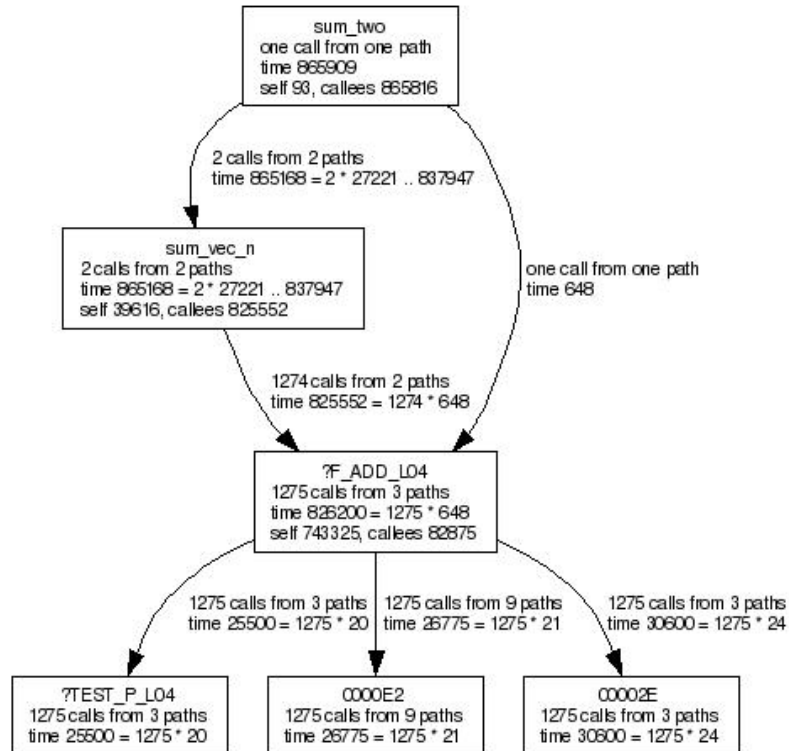 sum_two
one call from one path
time 865909
self 93, callees 865816
2 calls from 2 paths
time 865168 = 2 * 27221 .. 837947
sum_vec_n
2 calls from 2 paths
time 865168 = 2 * 27221 .. 837947
self 39616, callees 825552
one call from one path
time 648
1274 calls from 2 paths
time 825552 = 1274 * 648
?F_ADD_L04
1275 calls from 3 paths
time 826200 = 1275 * 648
self 743325, callees 82875
1275 calls from 3 paths
time 25500 = 1275 * 20
1275 calls from 9 paths
time 26775 = 1275 * 21
1275 calls from 3 paths
time 30600 = 1275 * 24
?TEST_P_L04
1275 calls from 3 paths
time 25500 = 1275 * 20
C000E2
1275 calls from 9 paths
time 26775 = 1275 * 21
C0002E
1275 calls from 3 paths
time 30600 = 1275 * 24